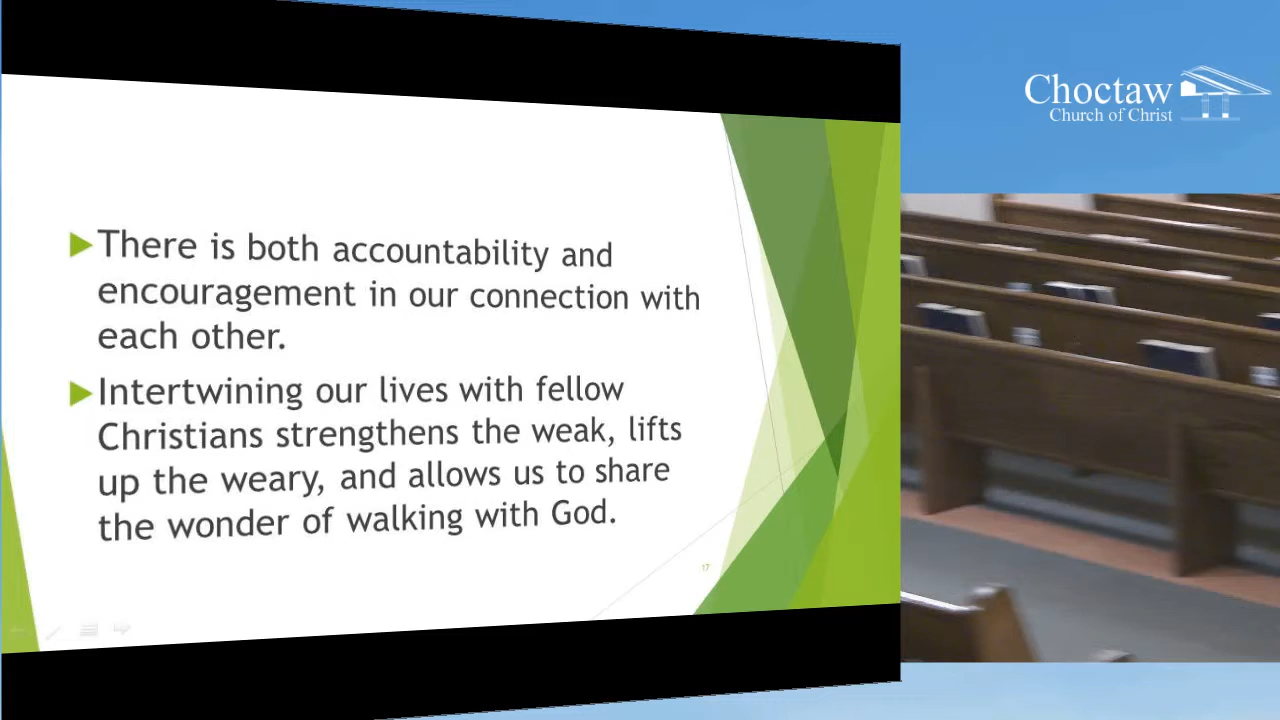 There is both accountability and
encouragement in our connection with
each other.
Intertwining our lives with fellow
Christians strengthens the weak, lifts
up the weary, and allows us to share
the wonder of walking with God.
17
Choctaw
Church of Christ